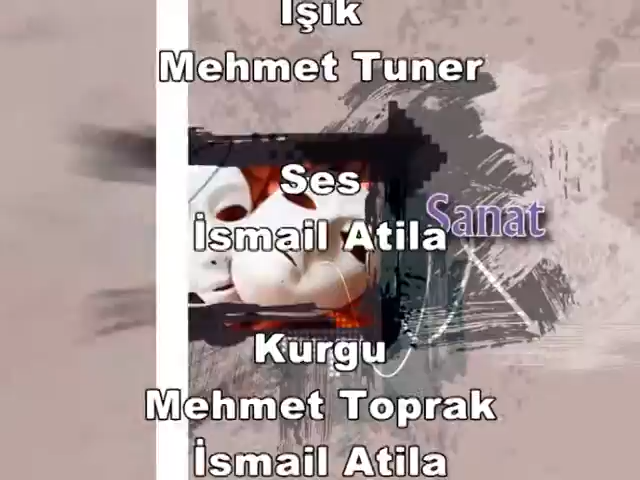 Işık
Mehmet Tuner
Ses
İsmail Atila
Sanat
Kurgu
Mehmet Toprak
İsmail Atila